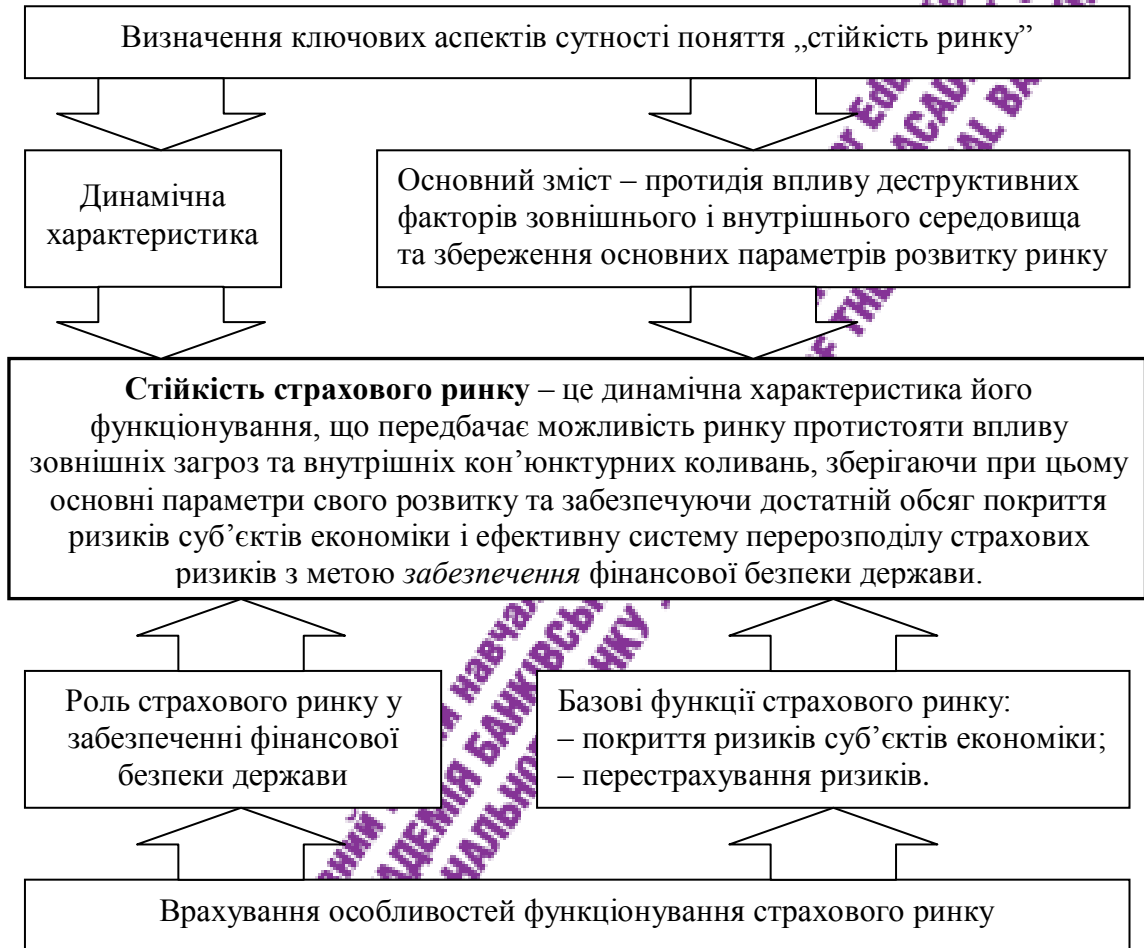 Визначення ключових аспектів сутності поняття „стійкість ринку”
Динамічна
характеристика
Основний зміст – протидія впливу деструктивних
факторів зовнішнього і внутрішнього середовища
та збереження основних параметрів розвитку ринку
Стійкість страхового ринку – це динамічна характеристика його
функціонування, що передбачає можливість ринку протистояти впливу
зовнішніх загроз та внутрішніх кон’юнктурних коливань, зберігаючи при цьому
основні параметри свого розвитку та забезпечуючи достатній обсяг покриття
ризиків суб’єктів економіки і ефективну систему перерозподілу страхових
ризиків з метою забезпечення фінансової безпеки держави.
Роль страхового ринку у
забезпеченні фінансової
безпеки держави
Базові функції страхового ринку:
– покриття ризиків суб’єктів економіки;
– перестрахування ризиків.
Врахування особливостей функціонування страхового ринку